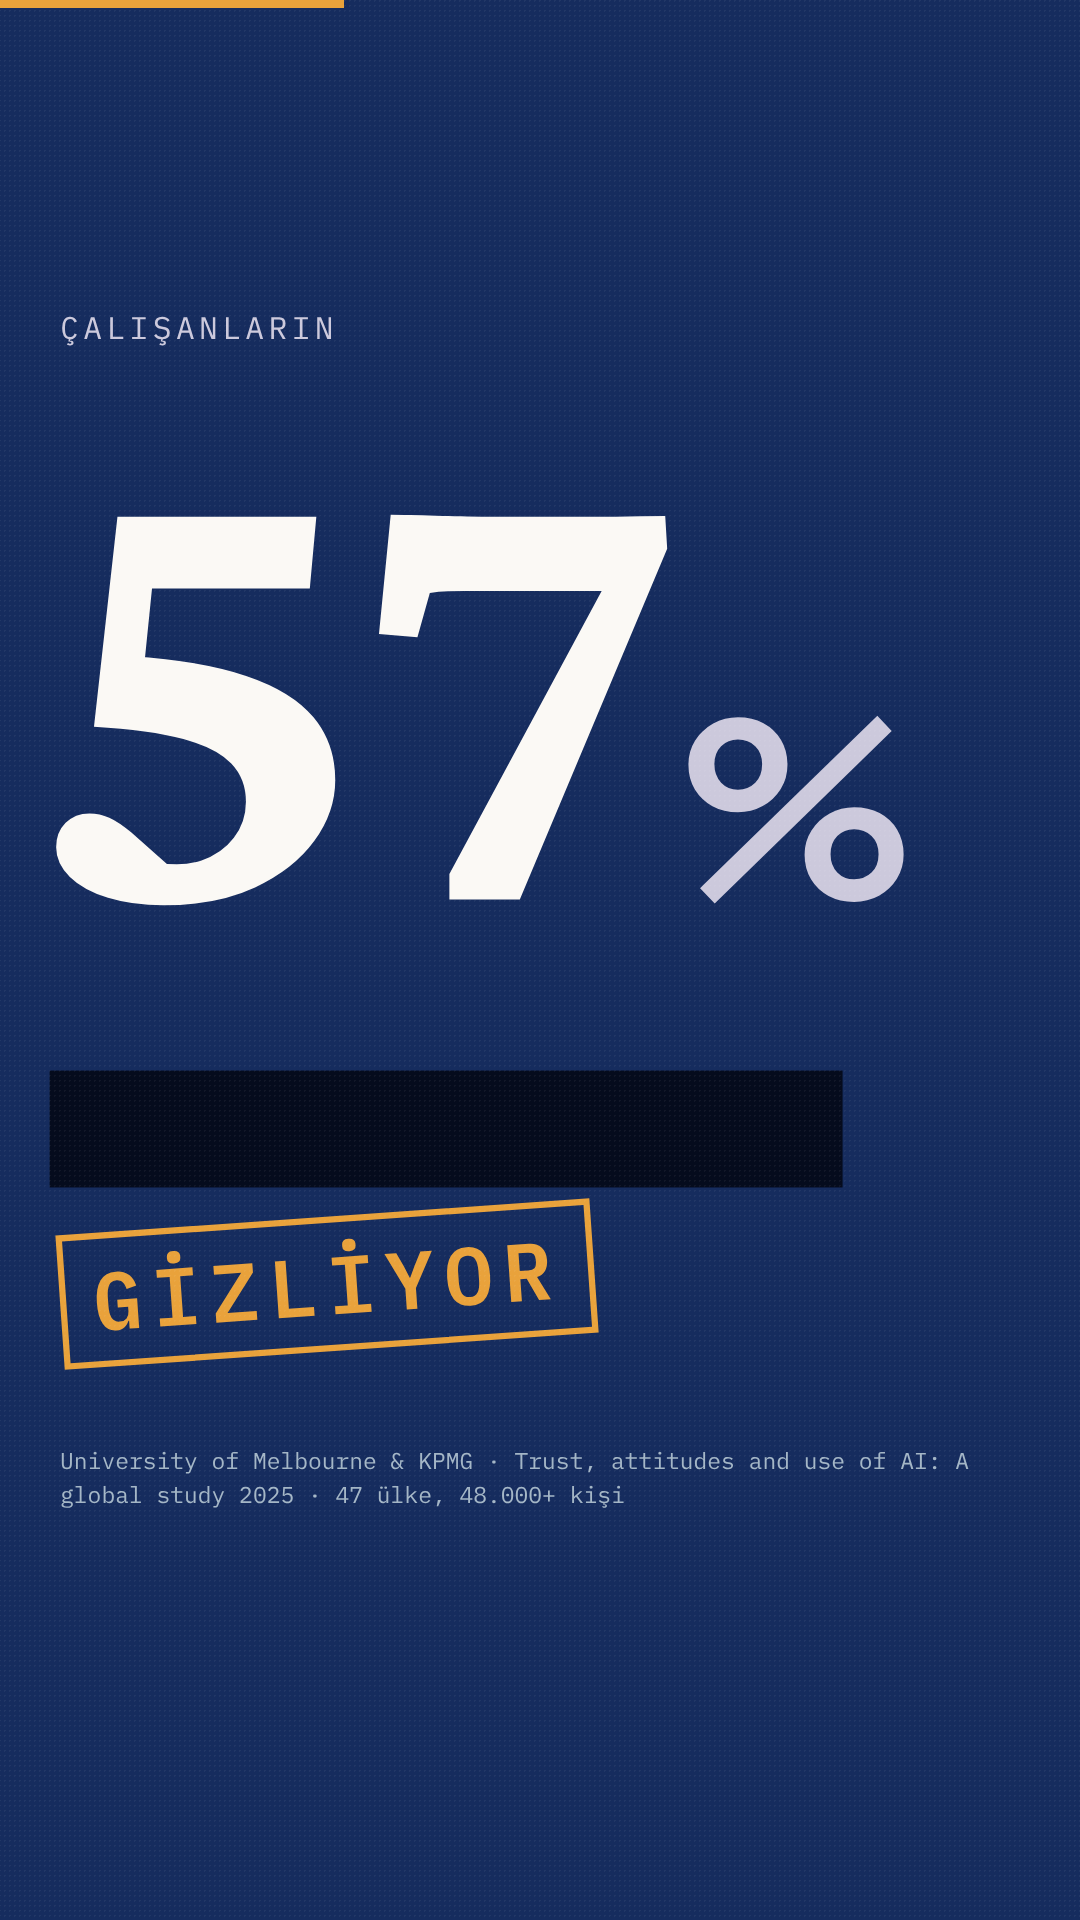 ÇALIŞANLARIN
57%
GİZLİYOR
University of Melbourne & KPMG · Trust, attitudes and use of AI: A
global study 2025 · 47 ülke, 48.000+ kişi